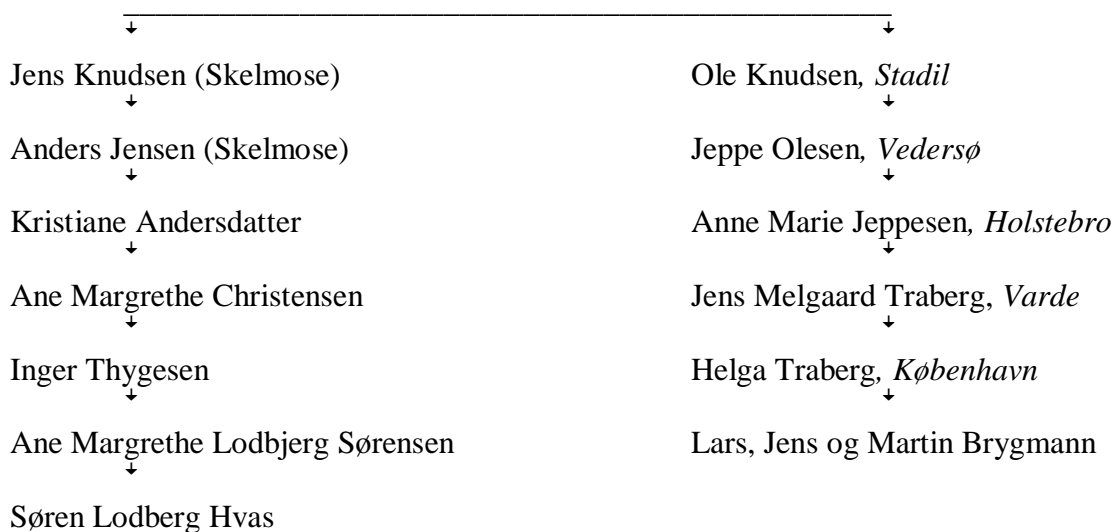 Jens Knudsen (Skelmose)
Ole Knudsen, Stadil
Anders Jensen (Skelmose)
Jeppe Olesen, Vedersø
Kristiane Andersdatter
Anne Marie Jeppesen, Holstebro
Ane Margrethe Christensen
Jens Melgaard Traberg, Varde
Inger Thygesen
Helga Traberg, København
Ane Margrethe Lodbjerg Sørensen
Lars, Jens og Martin Brygmann
Søren Lodberg Hvas